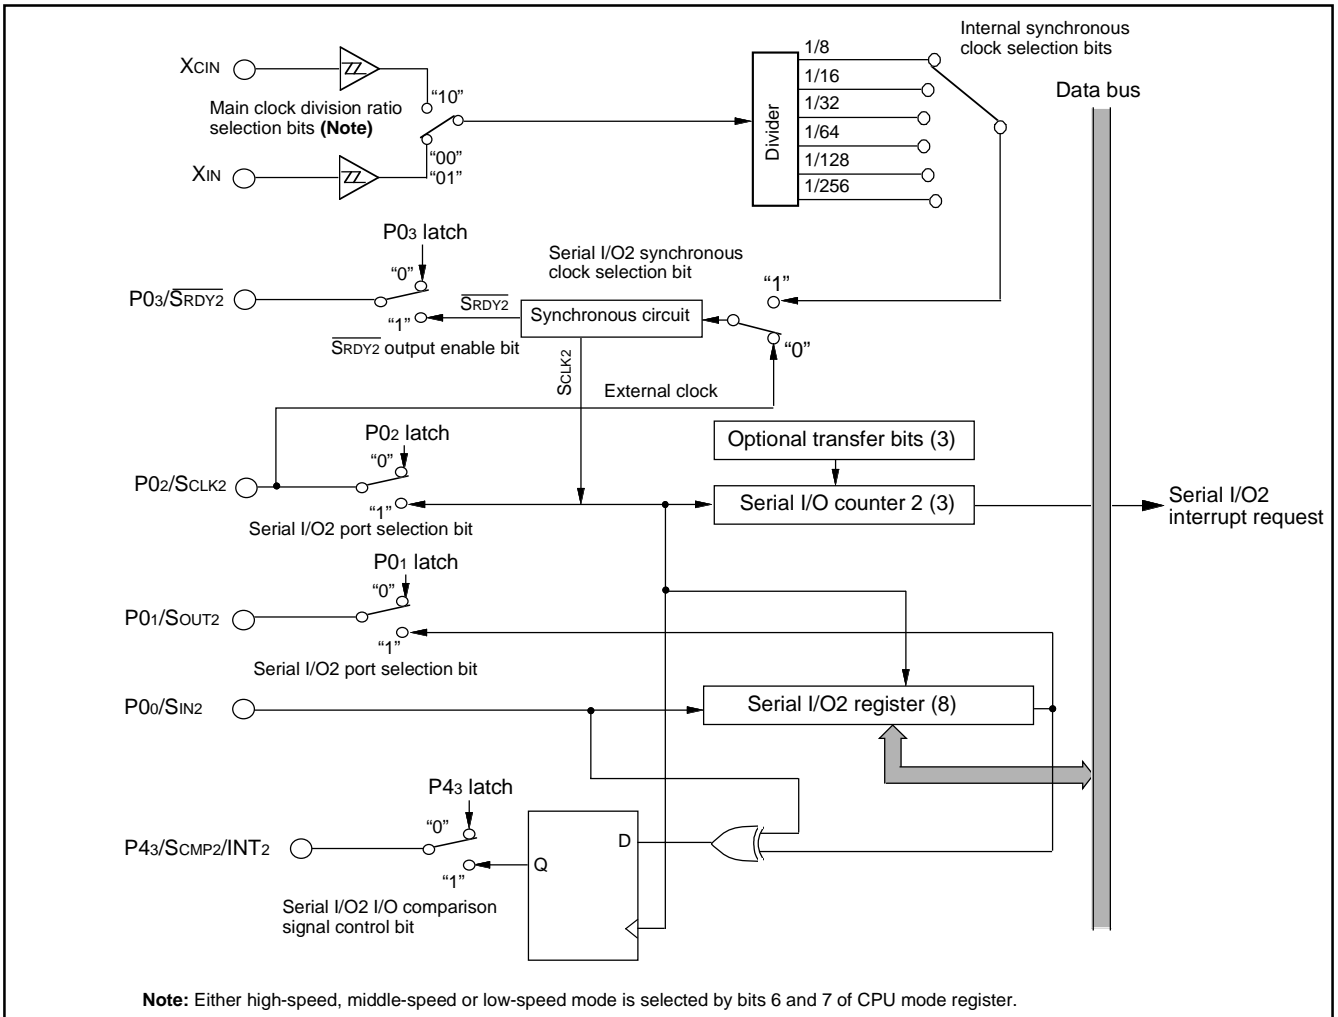 Internal synchronous
clock selection bits
XCIN
1/8
1/16
1/32
1/64
1/128
1/256
Divider
Data bus
"10"
Main clock division ratio
selection bits (Note)
"00"
"01"
XIN
P03 latch
Serial I/O2 synchronous
clock selection bit
"0"
"1"
P03/SRDY2
SRDY2
Synchronous circuit
"1"
"0"
SRDY2 output enable bit
SCLK2
External clock
P02 latch
Optional transfer bits (3)
"0"
P02/SCLK2
Serial I/O counter 2 (3)
Serial I/O2
interrupt request
"1"
Serial I/O2 port selection bit
P01 latch
"0"
P01/SOUT2
"1"
Serial I/O2 port selection bit
P00/SIN2
Serial I/O2 register (8)
P43 latch
"0"
D
P43/SCMP2/INT2
Q
"1"
Serial I/O2 I/O comparison
signal control bit
Note: Either high-speed, middle-speed or low-speed mode is selected by bits 6 and 7 of CPU mode register.